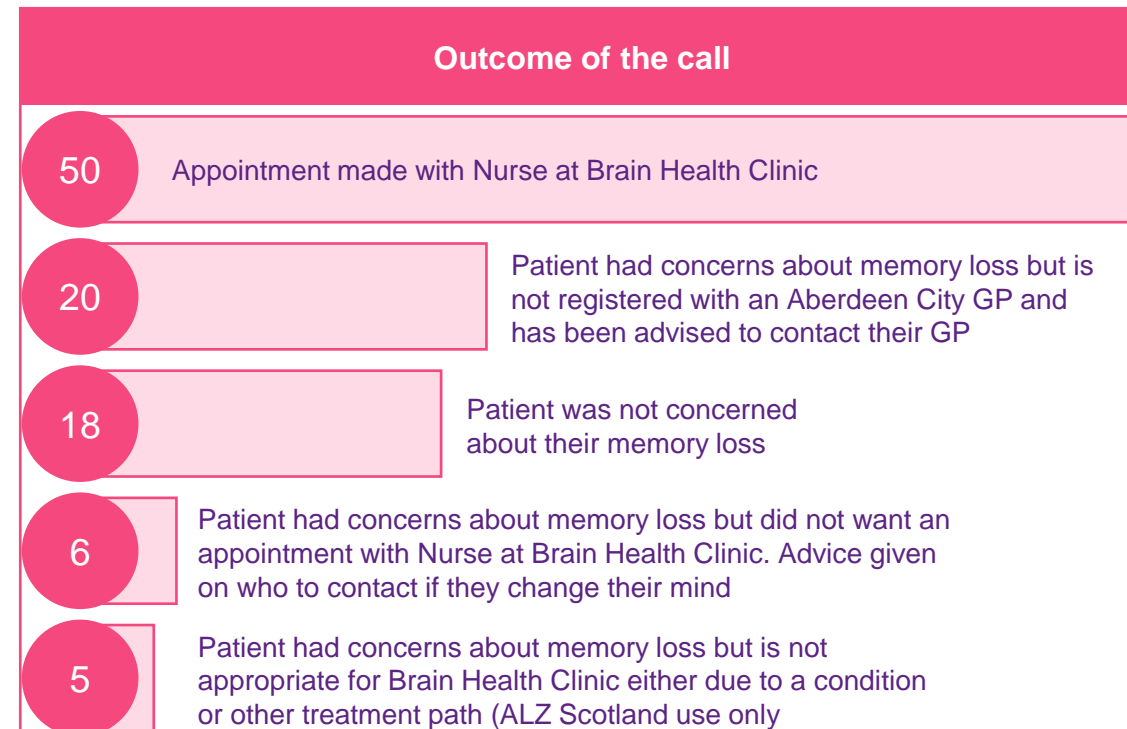 Outcome of the call
50
Appointment made with Nurse at Brain Health Clinic
20
Patient had concerns about memory loss but is
not registered with an Aberdeen City GP and
has been advised to contact their GP
18
Patient was not concerned
about their memory loss
6
Patient had concerns about memory loss but did not want an
appointment with Nurse at Brain Health Clinic. Advice given
on who to contact if they change their mind
5
Patient had concerns about memory loss but is not
appropriate for Brain Health Clinic either due to a condition
or other treatment path (ALZ Scotland use only